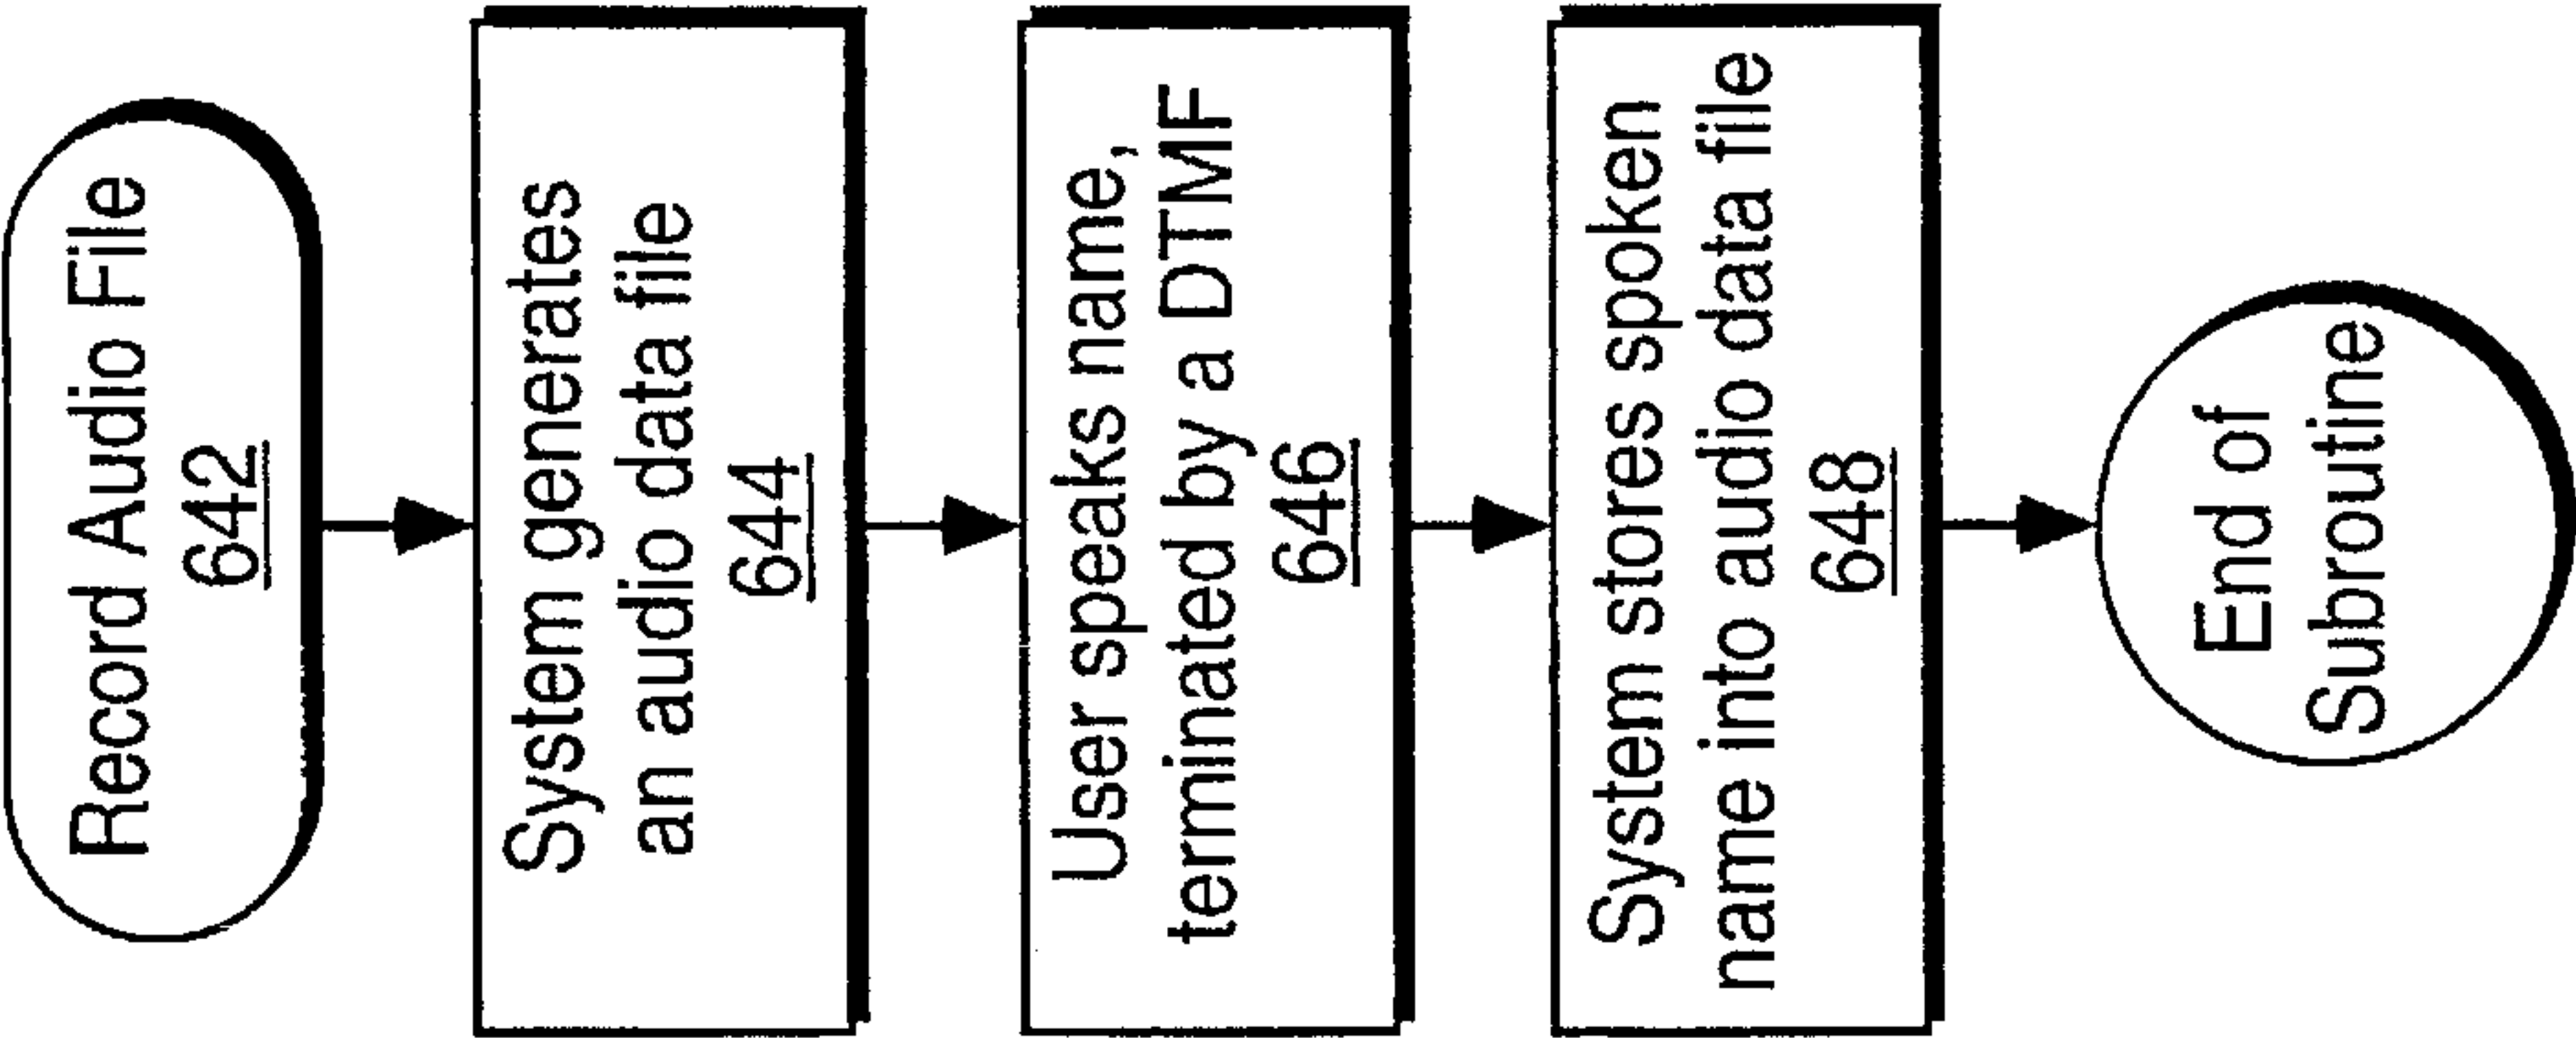 Record Audio File
642
System generates
an audio data file
644
User speaks name,
terminated by a DTMF
646
System stores spoken
name into audio data file
648
End of
Subroutine